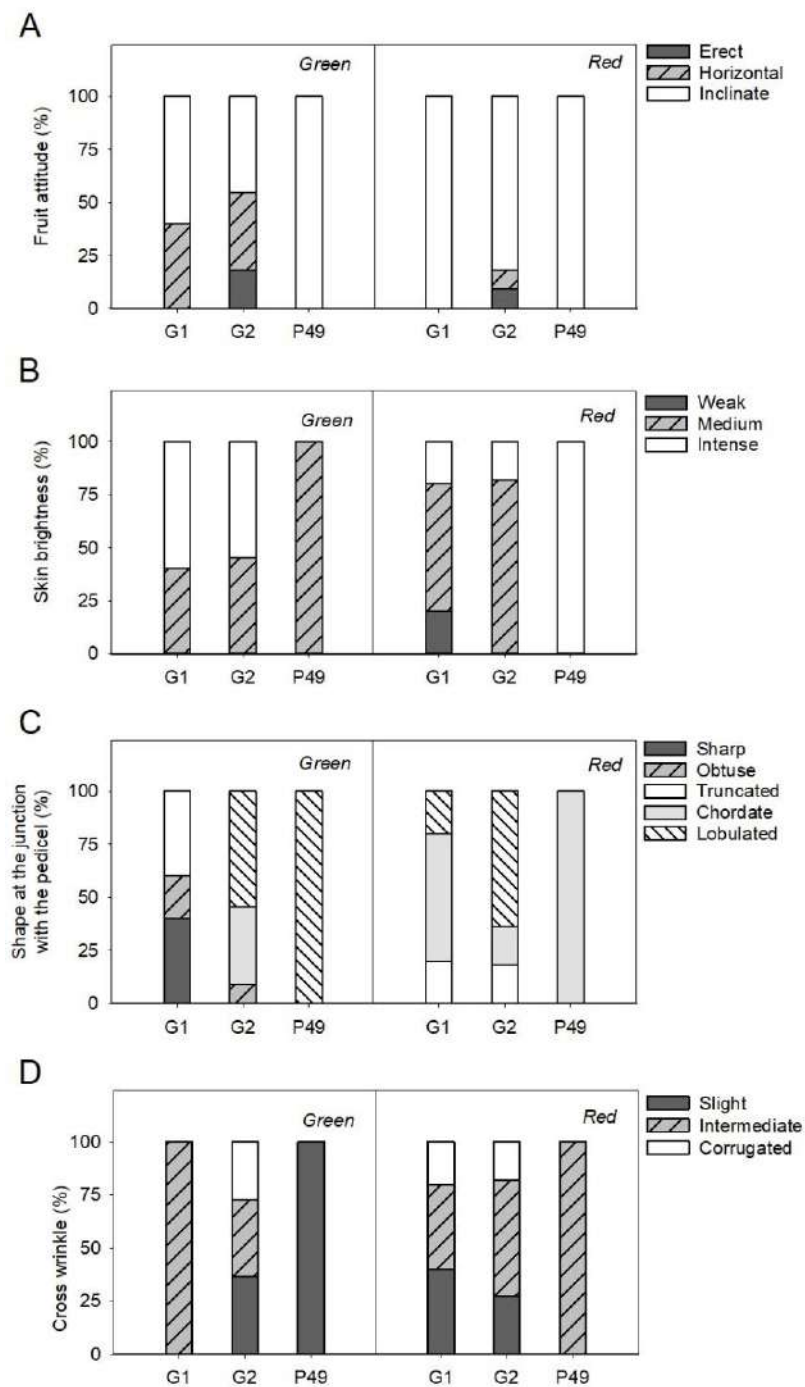 A
Green
Red
Erect
Horizontal
Inclinate
Fruit attitude (%)
100
75
50
25
0
G1 G2 P49 G1 G2 P49
B
Green
Red
Weak
Medium
Intense
Skin brightness (%)
100
75
50
25
0
G1 G2 P49 G1 G2 P49
C
Green
Red
Sharp
Obtuse
Truncated
Chordate
Lobulated
Shape at the junction
with the pedicel (%)
100
75
50
25
0
G1 G2 P49 G1 G2 P49
D
Green
Red
Slight
Intermediate
Corrugated
Cross wrinkle (%)
100
75
50
25
0
G1 G2 P49 G1 G2 P49